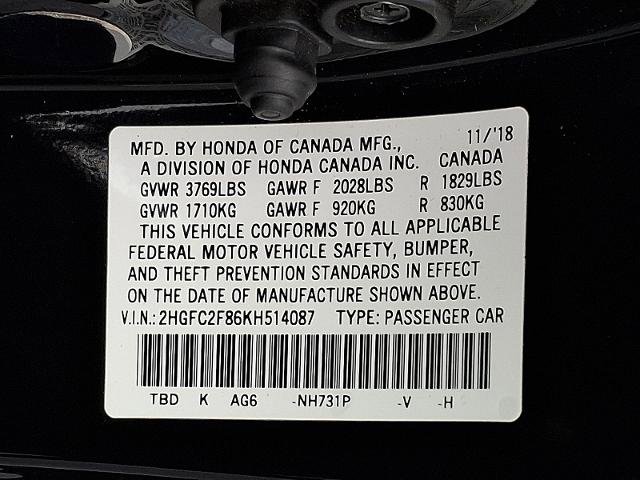 MFD. BY HONDA OF CANADA MFG., 11/'18
A DIVISION OF HONDA CANADA INC. CANADA
GVWR 3769LBS GAWR F 2028LBS R 1829LBS
GVWR 1710KG GAWR F 920KG R 830KG
THIS VEHICLE CONFORMS TO ALL APPLICABLE
FEDERAL MOTOR VEHICLE SAFETY, BUMPER,
AND THEFT PREVENTION STANDARDS IN EFFECT
ON THE DATE OF MANUFACTURE SHOWN ABOVE.
V.I.N.: 2HGFC2F86KH514087 TYPE: PASSENGER CAR
TBD K AG6 -NH731P -V -H